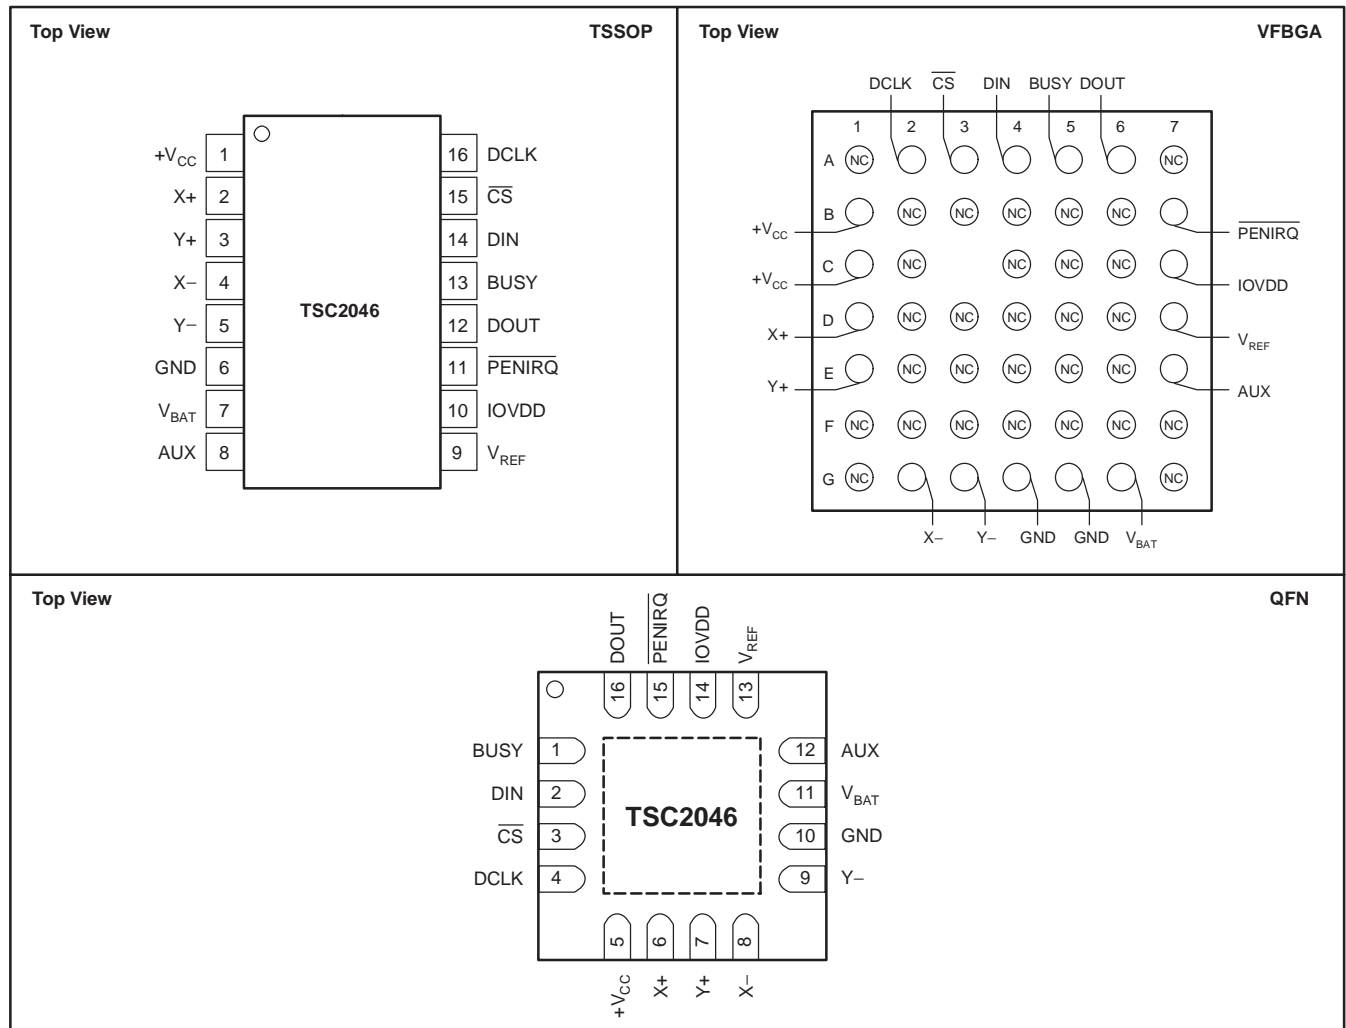 Top View TSSOP
+VCC 1 16 DCLK
X+ 2 15 CS
Y+ 3 14 DIN
X− 4 13 BUSY
TSC2046
Y− 5 12 DOUT
GND 6 11 PENIRQ
VBAT 7 10 IOVDD
AUX 8 9 VREF
Top View VFBGA
DCLK CS DIN BUSY DOUT
1 2 3 4 5 6 7
A NC NC
B NC NC NC NC NC
+VCC PENIRQ
C NC NC NC NC
+VCC IOVDD
D NC NC NC NC NC
X+ VREF
E NC NC NC NC NC
Y+ AUX
F NC NC NC NC NC NC NC
G NC NC
X− Y− GND GND VBAT
Top View QFN
DOUT PENIRQ IOVDD VREF
16 15 14 13
BUSY 1 12 AUX
DIN 2 11 VBAT
TSC2046
CS 3 10 GND
DCLK 4 9 Y−
5 6 7 8
+VCC X+ Y+ X−